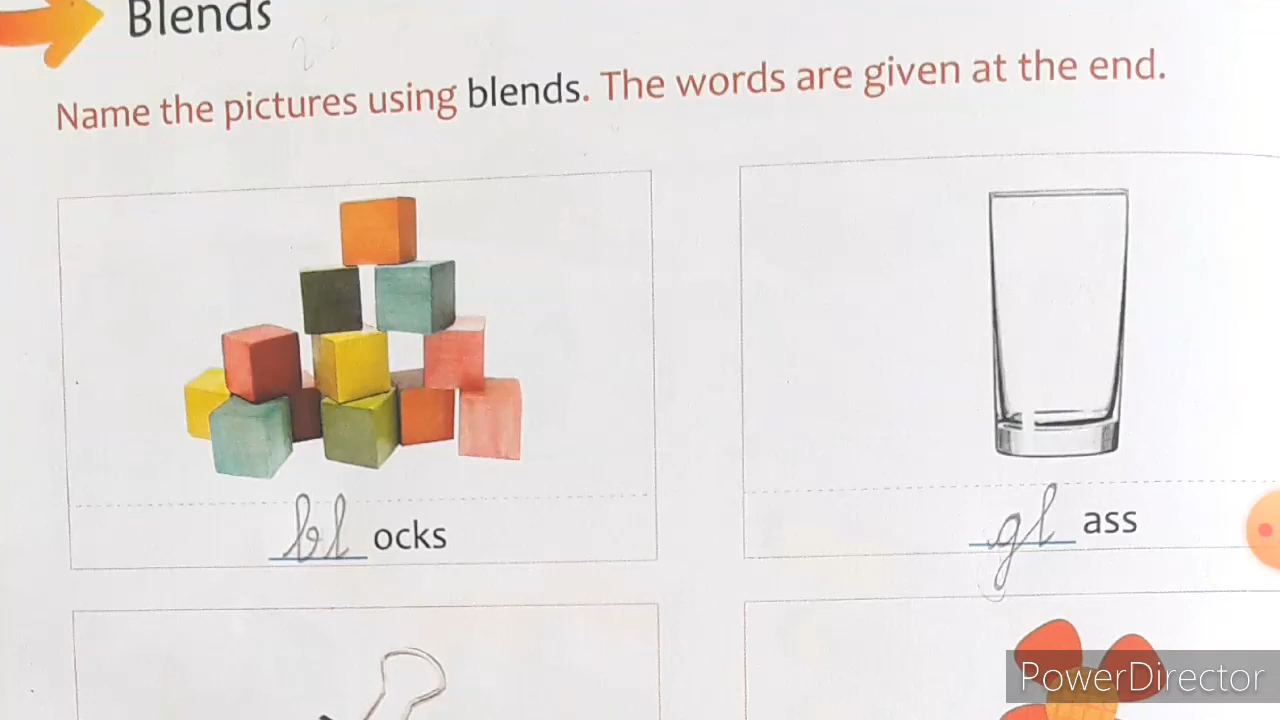 Blends
Name the pictures using blends. The words are given at the end.
bl ocks
gl ass
PowerDirector